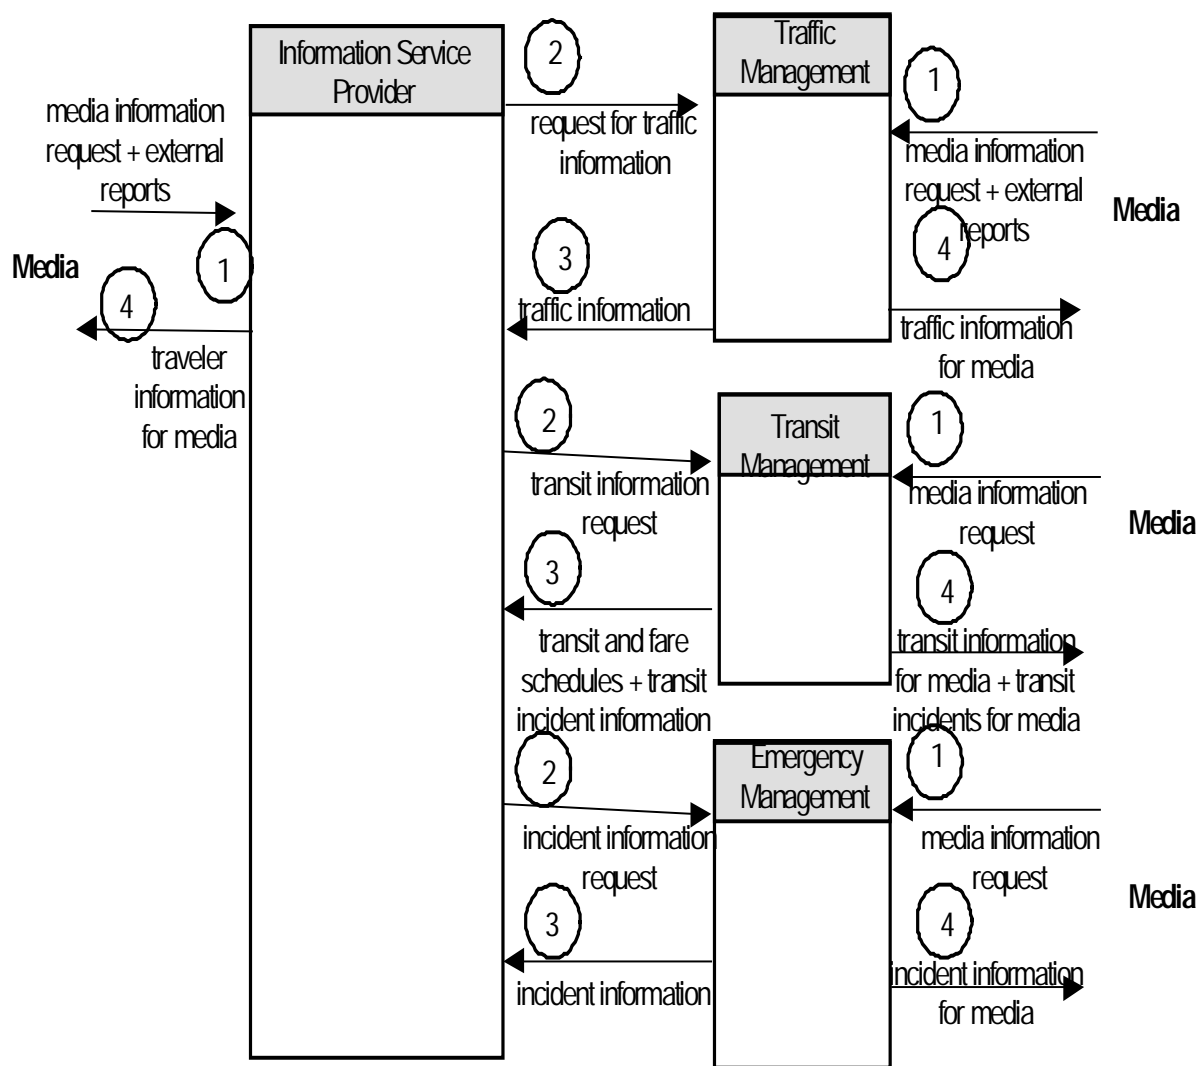 Information Service
Provider
2
request for traffic
information
Traffic
Management
1
media information
request + external
reports
Media
4
traffic information
for media
media information
request + external
reports
1
Media
4
traveler
information
for media
3
traffic information
2
transit information
request
Transit
Management
1
media information
request
Media
3
transit and fare
schedules + transit
incident information
4
transit information
for media + transit
incidents for media
2
incident information
request
Emergency
Management
1
media information
request
Media
3
incident information
4
incident information
for media